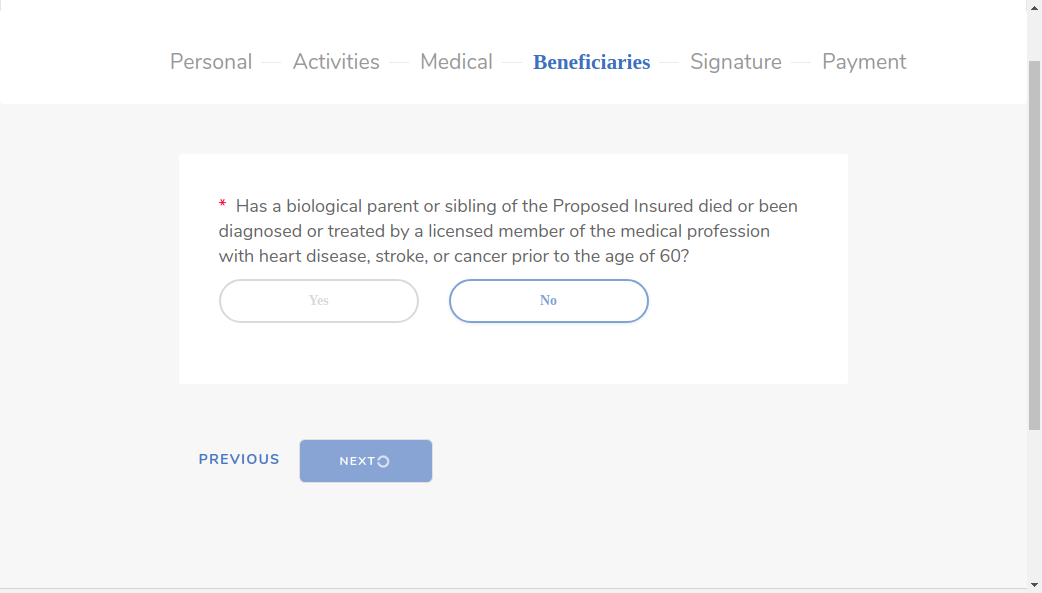 Personal Activities Medical Beneficiaries Signature Payment
* Has a biological parent or sibling of the Proposed Insured died or been
diagnosed or treated by a licensed member of the medical profession
with heart disease, stroke, or cancer prior to the age of 60?
Yes No
PREVIOUS NEXT